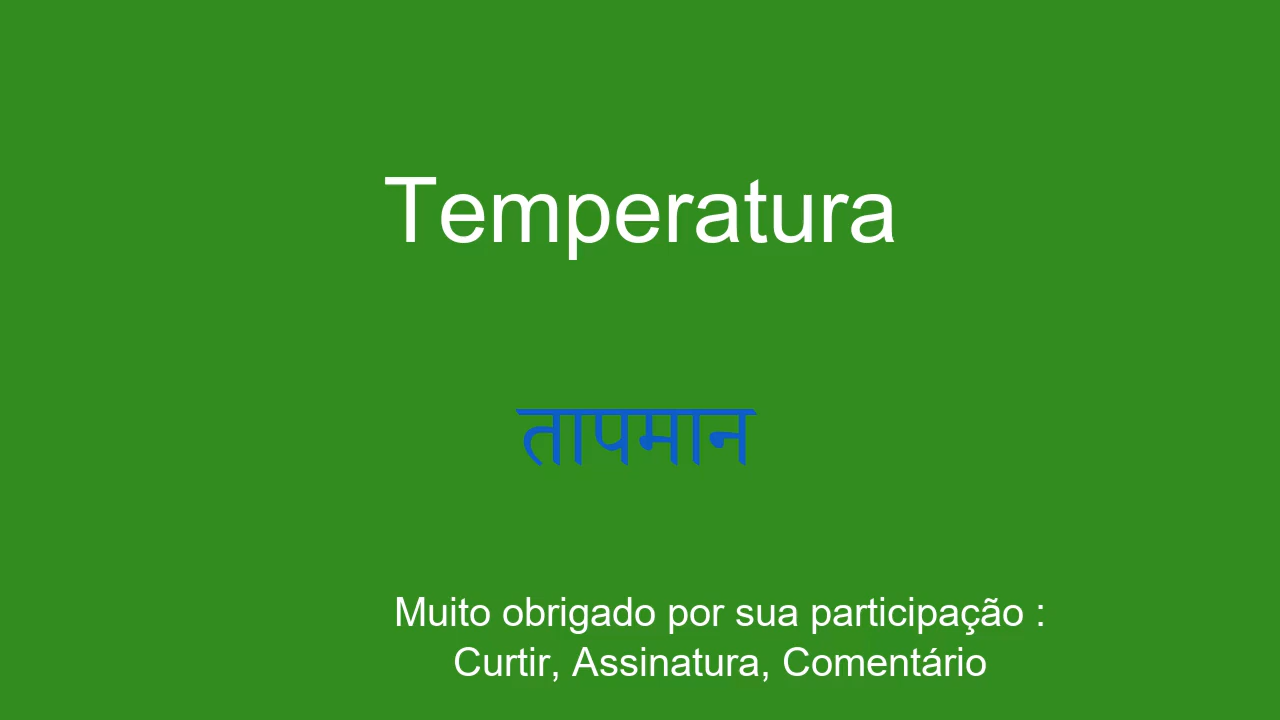 Temperatura
तापमान
Muito obrigado por sua participação :
Curtir, Assinatura, Comentário